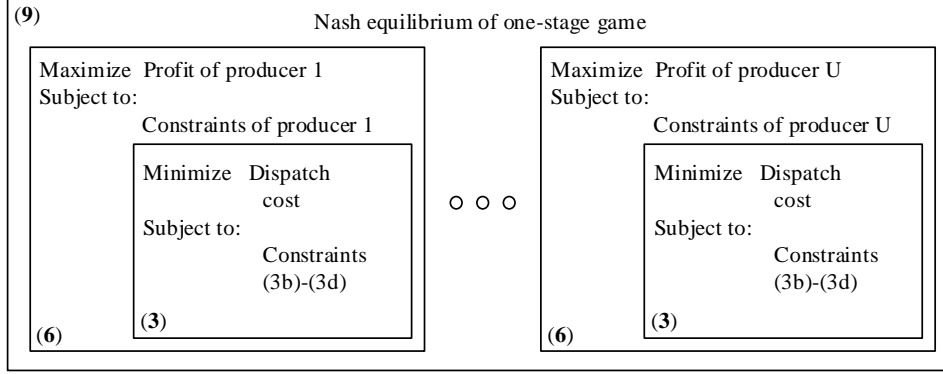 (9)
Nash equilibrium of one-stage game
Maximize Profit of producer 1
Subject to:
Constraints of producer 1
Minimize Dispatch
cost
Subject to:
Constraints
(3b)-(3d)
(3)
(6)
Maximize Profit of producer U
Subject to:
Constraints of producer U
Minimize Dispatch
cost
Subject to:
Constraints
(3b)-(3d)
(3)
(6)